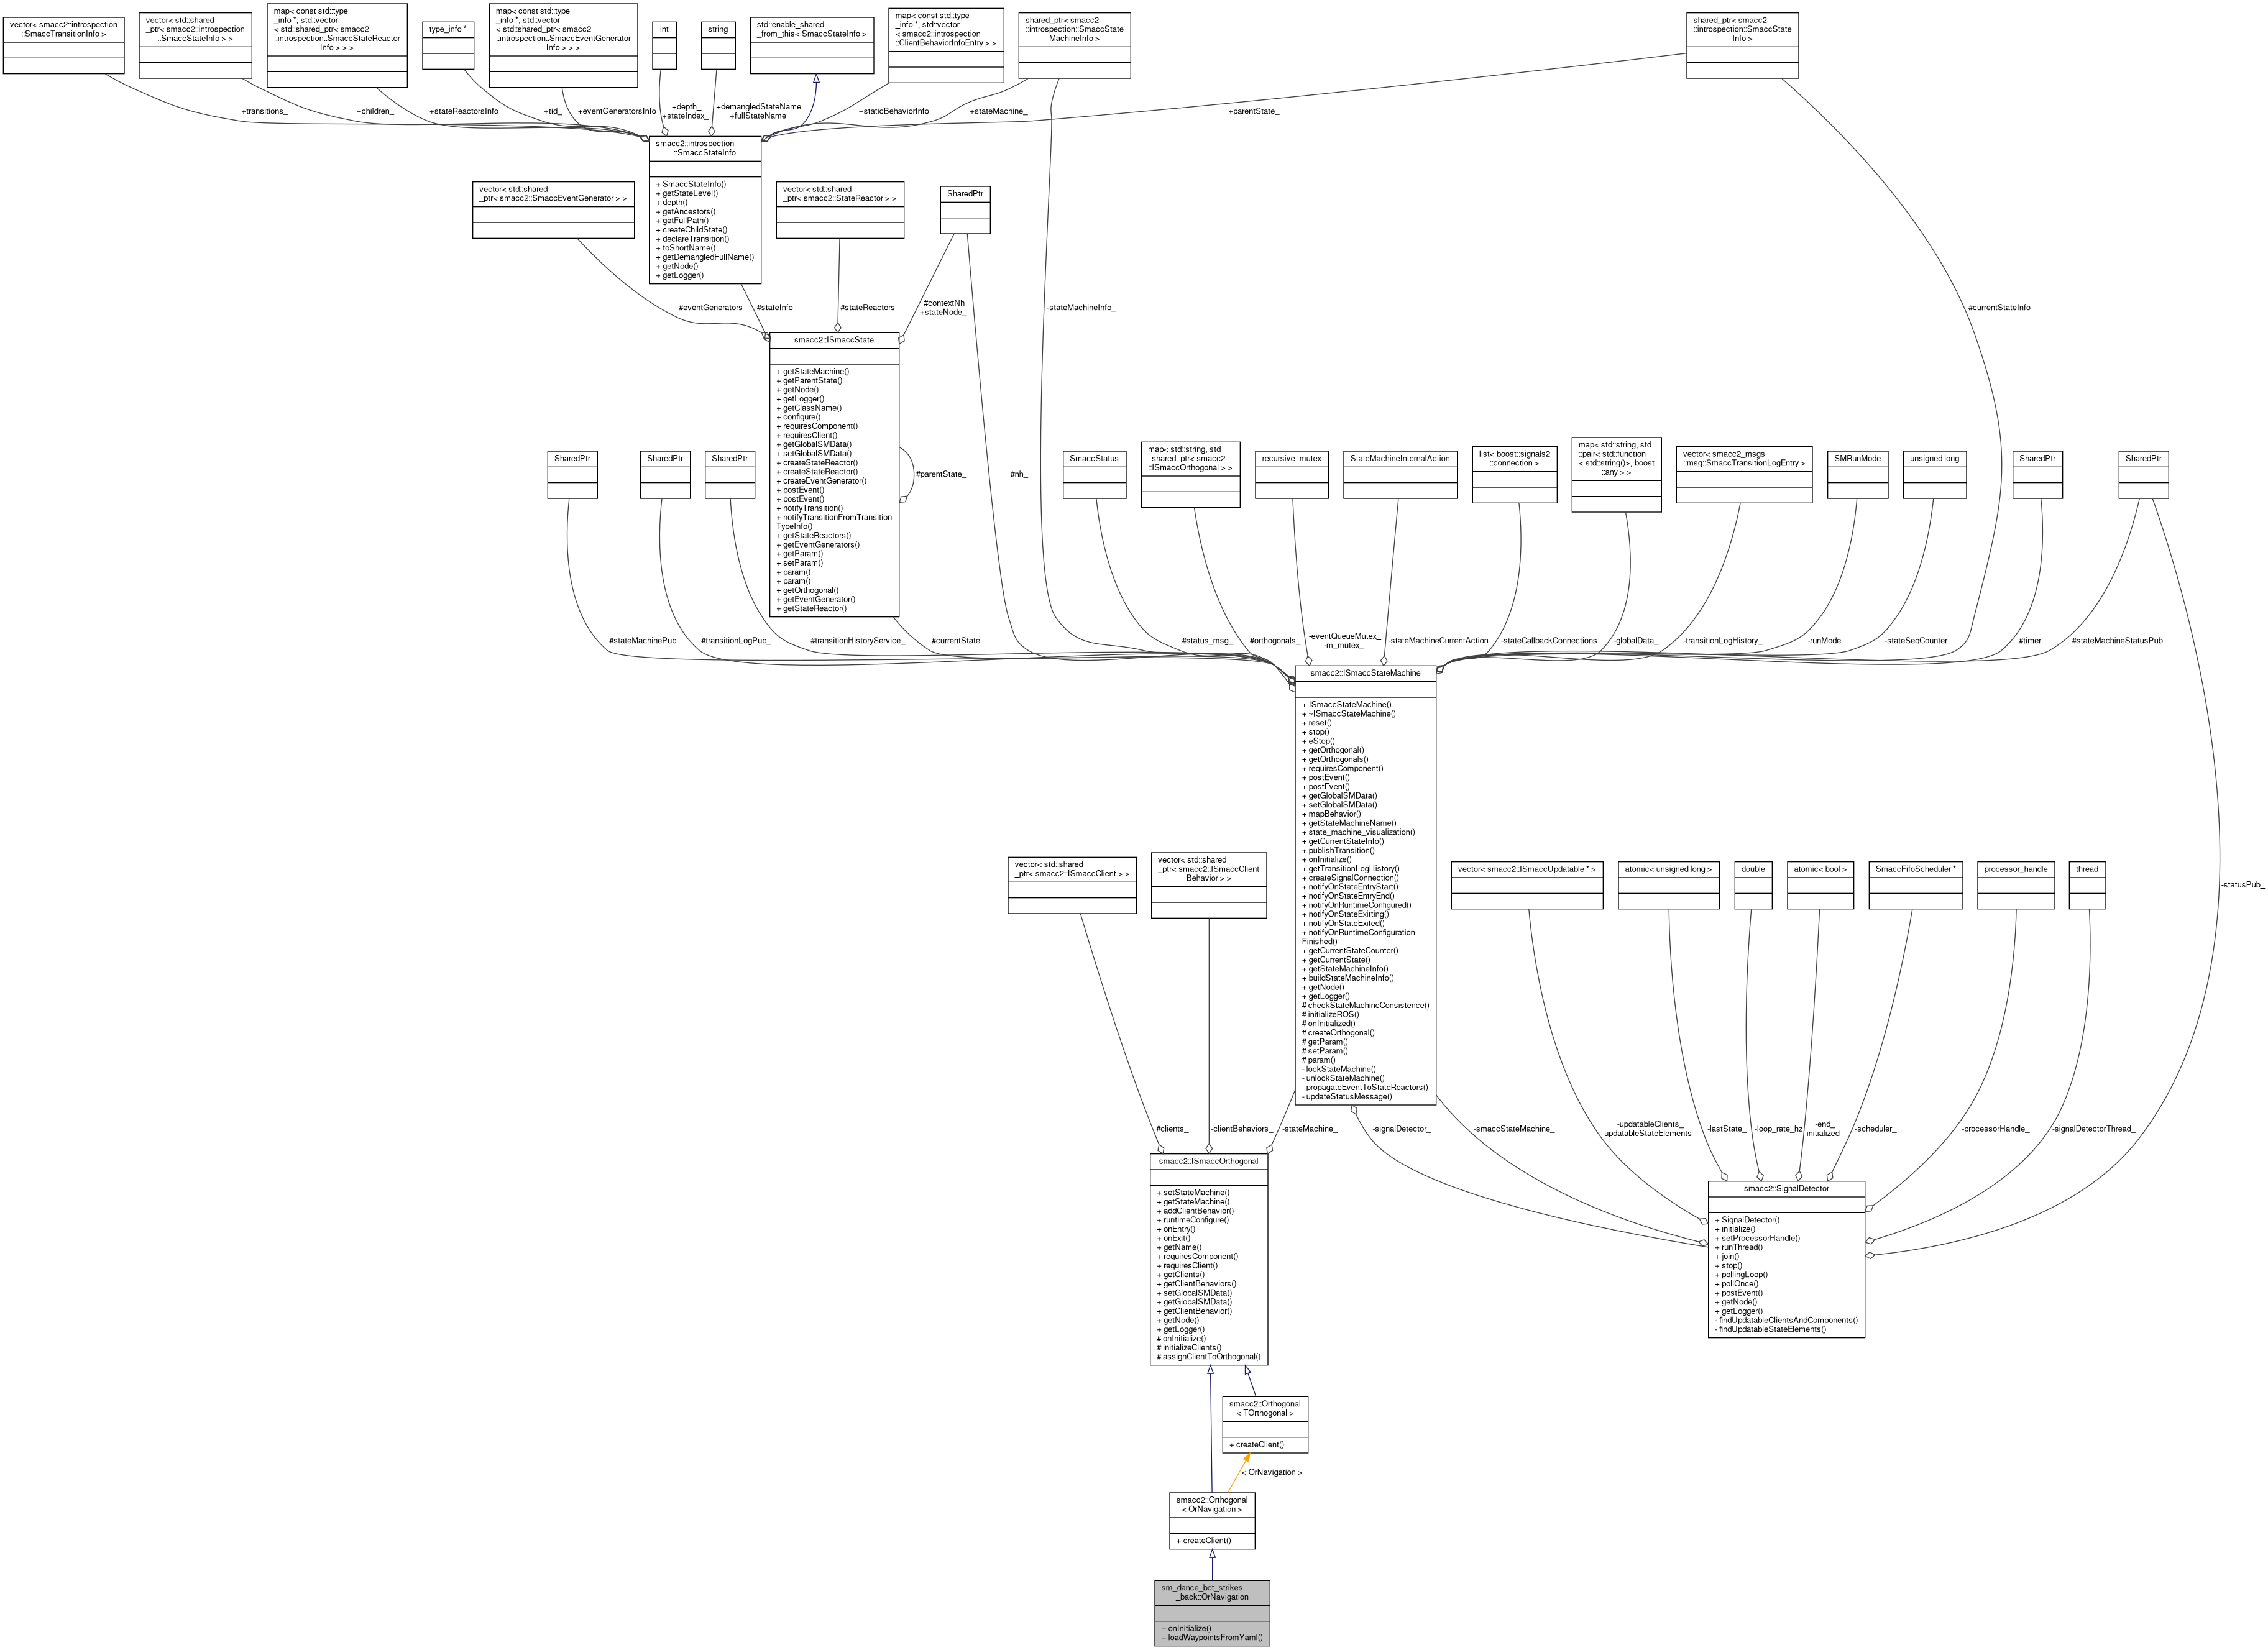 vector< smacc2::introspection
::SmaccTransitionInfo >
vector< std::shared
_ptr< smacc2::introspection
::SmaccStateInfo > >
map< const std::type
_info *, std::vector
< std::shared_ptr< smacc2
::introspection::SmaccStateReactor
Info > > >
type_info *
map< const std::type
_info *, std::vector
< std::shared_ptr< smacc2
::introspection::SmaccEventGenerator
Info > > >
int
string
std::enable_shared
_from_this< SmaccStateInfo >
map< const std::type
_info *, std::vector
< smacc2::introspection
::ClientBehaviorInfoEntry > >
shared_ptr< smacc2
::introspection::SmaccState
MachineInfo >
shared_ptr< smacc2
::introspection::SmaccState
Info >
+transitions_
+children_
+stateReactorsInfo
+tid_
+eventGeneratorsInfo
+depth_
+stateIndex_
+demangledStateName
+fullStateName
+staticBehaviorInfo
+stateMachine_
+parentState_
smacc2::introspection
::SmaccStateInfo
+ SmaccStateInfo()
+ getStateLevel()
+ depth()
+ getAncestors()
+ getFullPath()
+ createChildState()
+ declareTransition()
+ toShortName()
+ getDemangledFullName()
+ getNode()
+ getLogger()
vector< std::shared
_ptr< smacc2::SmaccEventGenerator > >
vector< std::shared
_ptr< smacc2::StateReactor > >
SharedPtr
#eventGenerators_
#stateInfo_
#stateReactors_
#contextNh
+stateNode_
-stateMachineInfo_
#currentStateInfo_
smacc2::ISmaccState
+ getStateMachine()
+ getParentState()
+ getNode()
+ getLogger()
+ getClassName()
+ configure()
+ requiresComponent()
+ requiresClient()
+ getGlobalSMData()
+ setGlobalSMData()
+ createStateReactor()
+ createStateReactor()
+ createEventGenerator()
+ postEvent()
+ postEvent()
+ notifyTransition()
+ notifyTransitionFromTransition
TypeInfo()
+ getStateReactors()
+ getEventGenerators()
+ getParam()
+ setParam()
+ param()
+ param()
+ getOrthogonal()
+ getEventGenerator()
+ getStateReactor()
#parentState_
#nh_
SharedPtr
SharedPtr
SharedPtr
SmaccStatus
map< std::string, std
::shared_ptr< smacc2
::ISmaccOrthogonal > >
recursive_mutex
StateMachineInternalAction
list< boost::signals2
::connection >
map< std::string, std
::pair< std::function
< std::string()>, boost
::any > >
vector< smacc2_msgs
::msg::SmaccTransitionLogEntry >
SMRunMode
unsigned long
SharedPtr
SharedPtr
#stateMachinePub_
#transitionLogPub_
#transitionHistoryService_
#currentState_
#status_msg_
#orthogonals_
-eventQueueMutex_
-m_mutex_
-stateMachineCurrentAction
-stateCallbackConnections
-globalData_
-transitionLogHistory_
-runMode_
-stateSeqCounter_
#timer_
#stateMachineStatusPub_
smacc2::ISmaccStateMachine
+ ISmaccStateMachine()
+ ~ISmaccStateMachine()
+ reset()
+ stop()
+ eStop()
+ getOrthogonal()
+ getOrthogonals()
+ requiresComponent()
+ postEvent()
+ postEvent()
+ getGlobalSMData()
+ setGlobalSMData()
+ mapBehavior()
+ getStateMachineName()
+ state_machine_visualization()
+ getCurrentStateInfo()
+ publishTransition()
+ onInitialize()
+ getTransitionLogHistory()
+ createSignalConnection()
+ notifyOnStateEntryStart()
+ notifyOnStateEntryEnd()
+ notifyOnRuntimeConfigured()
+ notifyOnStateExitting()
+ notifyOnStateExited()
+ notifyOnRuntimeConfiguration
Finished()
+ getCurrentStateCounter()
+ getCurrentState()
+ getStateMachineInfo()
+ buildStateMachineInfo()
+ getNode()
+ getLogger()
# checkStateMachineConsistence()
# initializeROS()
# onInitialized()
# createOrthogonal()
# getParam()
# setParam()
# param()
- lockStateMachine()
- unlockStateMachine()
- propagateEventToStateReactors()
- updateStatusMessage()
vector< std::shared
_ptr< smacc2::ISmaccClient > >
vector< std::shared
_ptr< smacc2::ISmaccClient
Behavior > >
vector< smacc2::ISmaccUpdatable * >
atomic< unsigned long >
double
atomic< bool >
SmaccFifoScheduler *
processor_handle
thread
-statusPub_
#clients_
-clientBehaviors_
-stateMachine_
-signalDetector_
-smaccStateMachine_
-updatableClients_
-updatableStateElements_
-lastState_
-loop_rate_hz
-end_
-initialized_
-scheduler_
-processorHandle_
-signalDetectorThread_
smacc2::ISmaccOrthogonal
+ setStateMachine()
+ getStateMachine()
+ addClientBehavior()
+ runtimeConfigure()
+ onEntry()
+ onExit()
+ getName()
+ requiresComponent()
+ requiresClient()
+ getClients()
+ getClientBehaviors()
+ setGlobalSMData()
+ getGlobalSMData()
+ getClientBehavior()
+ getNode()
+ getLogger()
# onInitialize()
# initializeClients()
# assignClientToOrthogonal()
smacc2::SignalDetector
+ SignalDetector()
+ initialize()
+ setProcessorHandle()
+ runThread()
+ join()
+ stop()
+ pollingLoop()
+ pollOnce()
+ postEvent()
+ getNode()
+ getLogger()
- findUpdatableClientsAndComponents()
- findUpdatableStateElements()
smacc2::Orthogonal
< TOrthogonal >
+ createClient()
< OrNavigation >
smacc2::Orthogonal
< OrNavigation >
+ createClient()
sm_dance_bot_strikes
_back::OrNavigation
+ onInitialize()
+ loadWaypointsFromYaml()